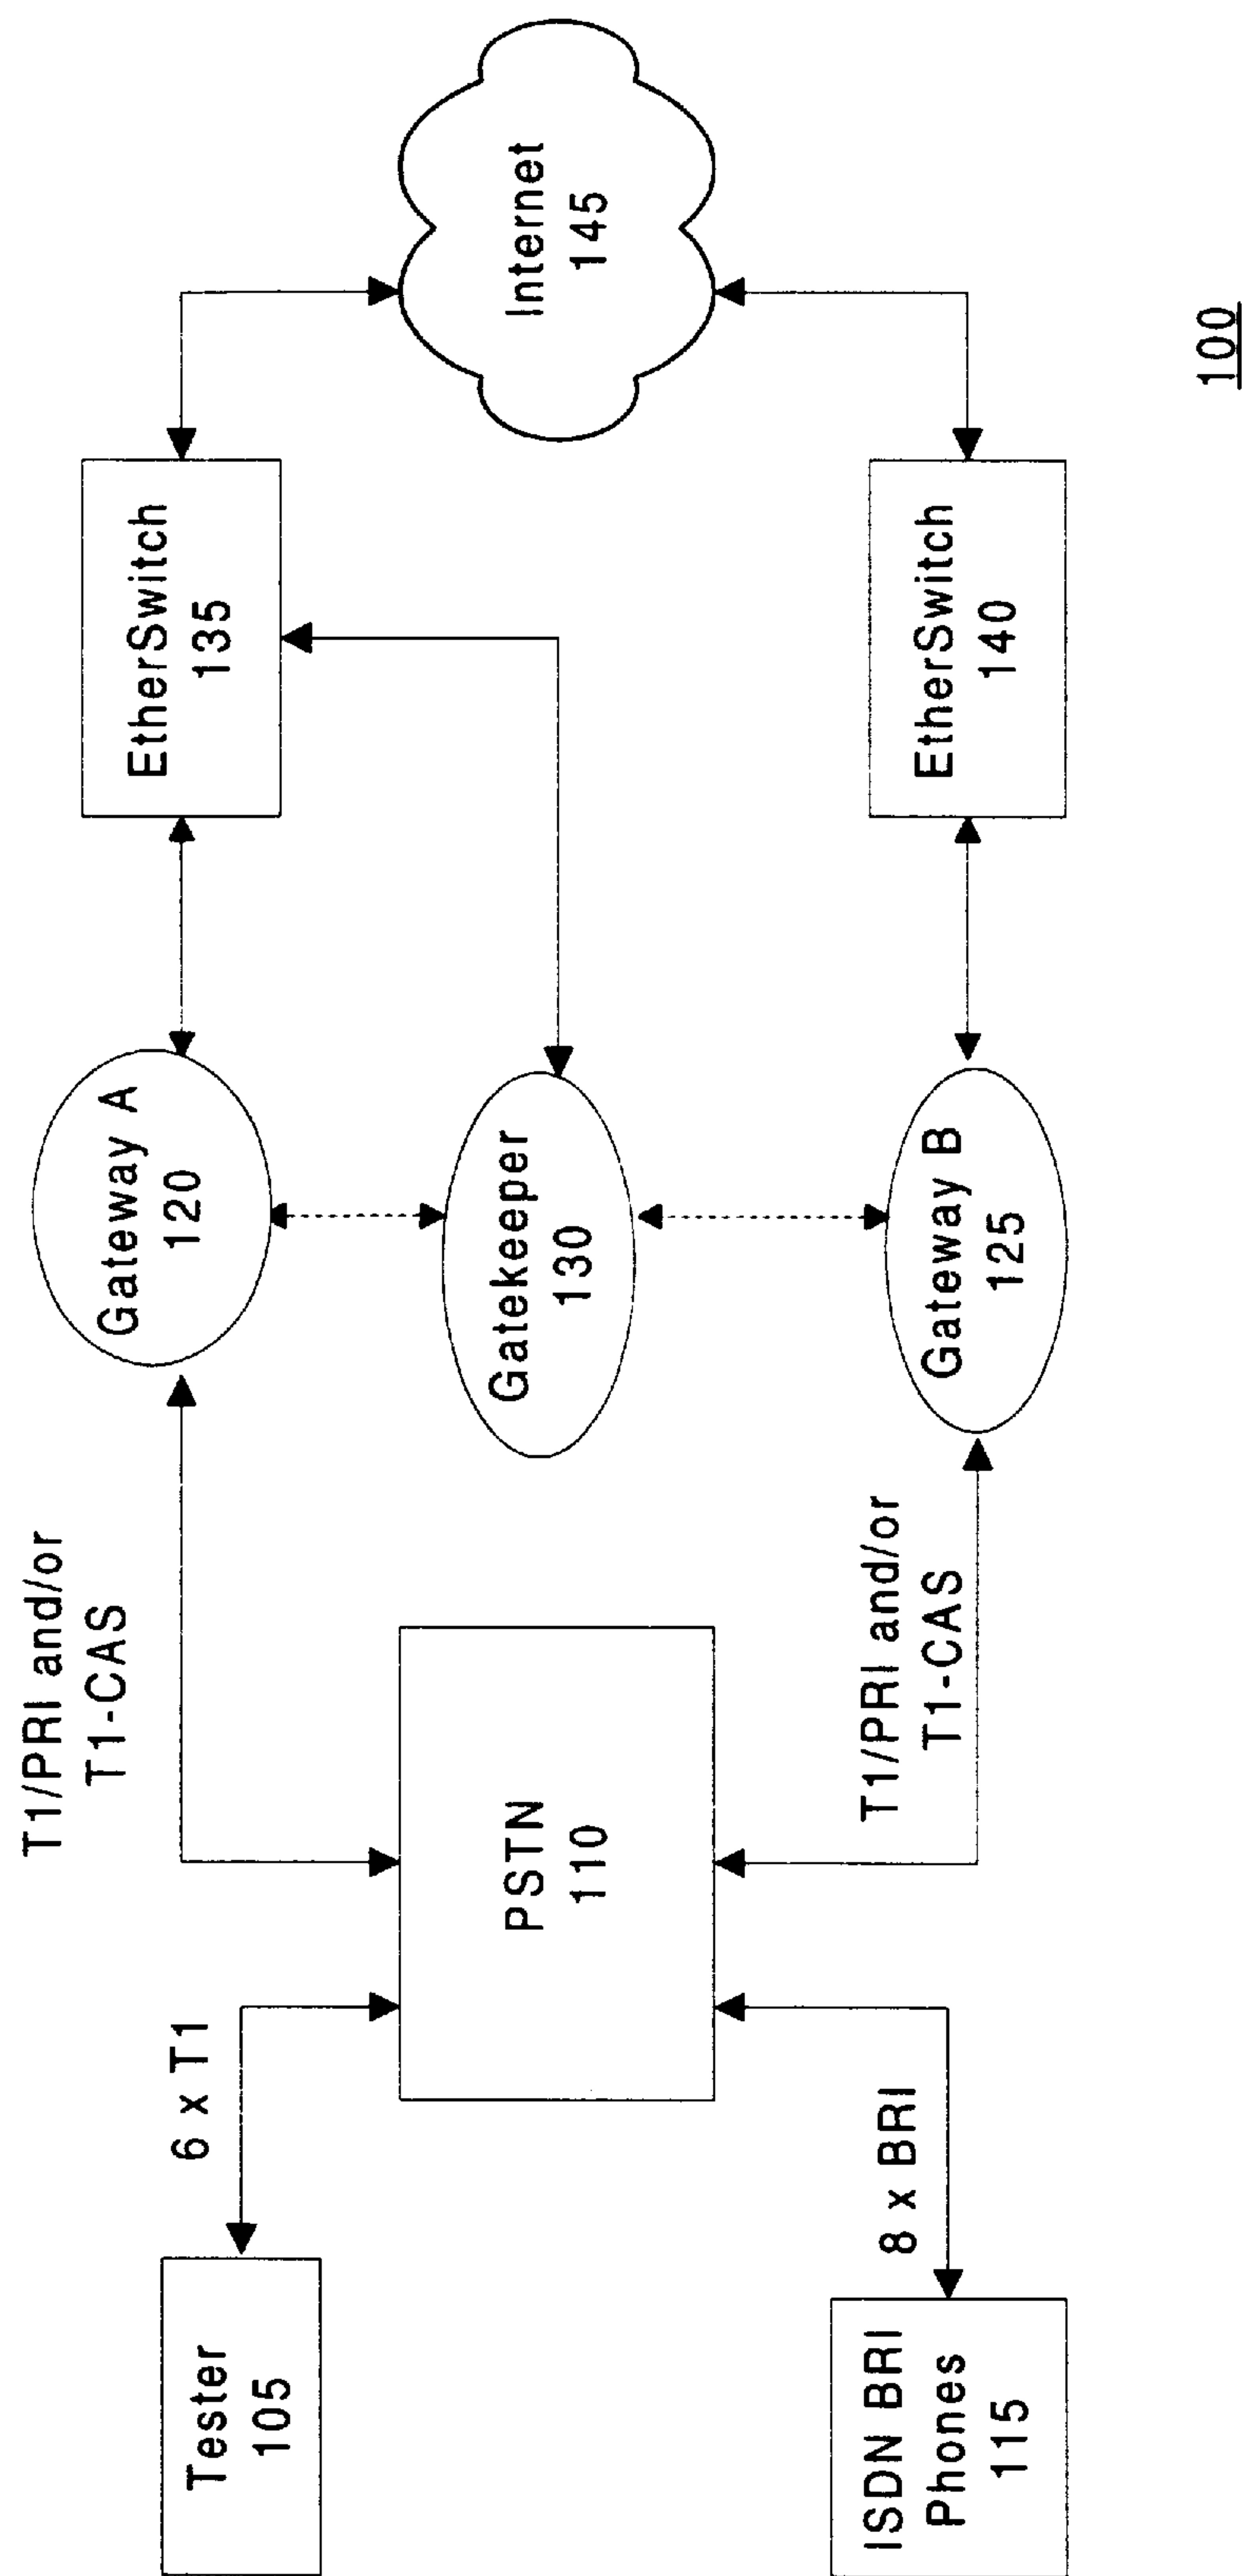 T1/PRI and/or
T1-CAS
6 x T1
Tester
105
PSTN
110
Gateway A
120
EtherSwitch
135
Gatekeeper
130
Internet
145
8 x BRI
ISDN BRI
Phones
115
T1/PRI and/or
T1-CAS
Gateway B
125
EtherSwitch
140
100